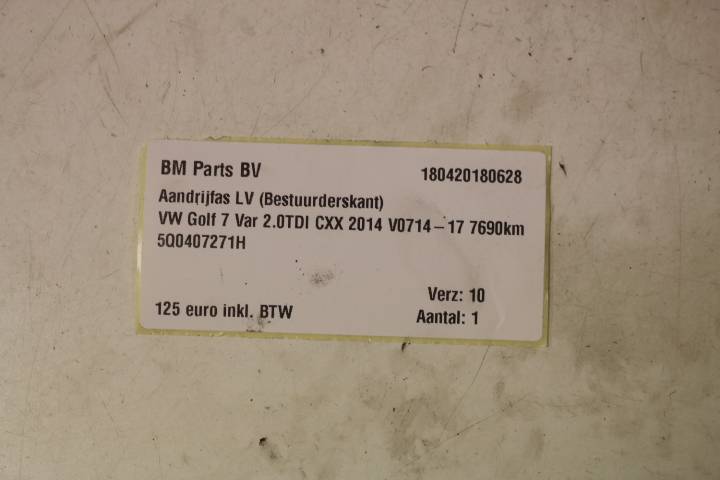 BM Parts BV 180420180628
Aandrijfas LV (Bestuurderskant)
VW Golf 7 Var 2.0TDI CXX 2014 V0714-17 7690km
5Q0407271H
Verz: 10
125 euro inkl. BTW Aantal: 1